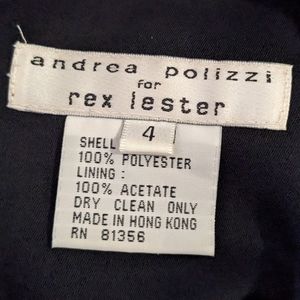 andrea polizzi
for
rex lester
4
SHELL
100% POLYESTER
LINING :
100% ACETATE
DRY CLEAN ONLY
MADE IN HONG KONG
RN 81356